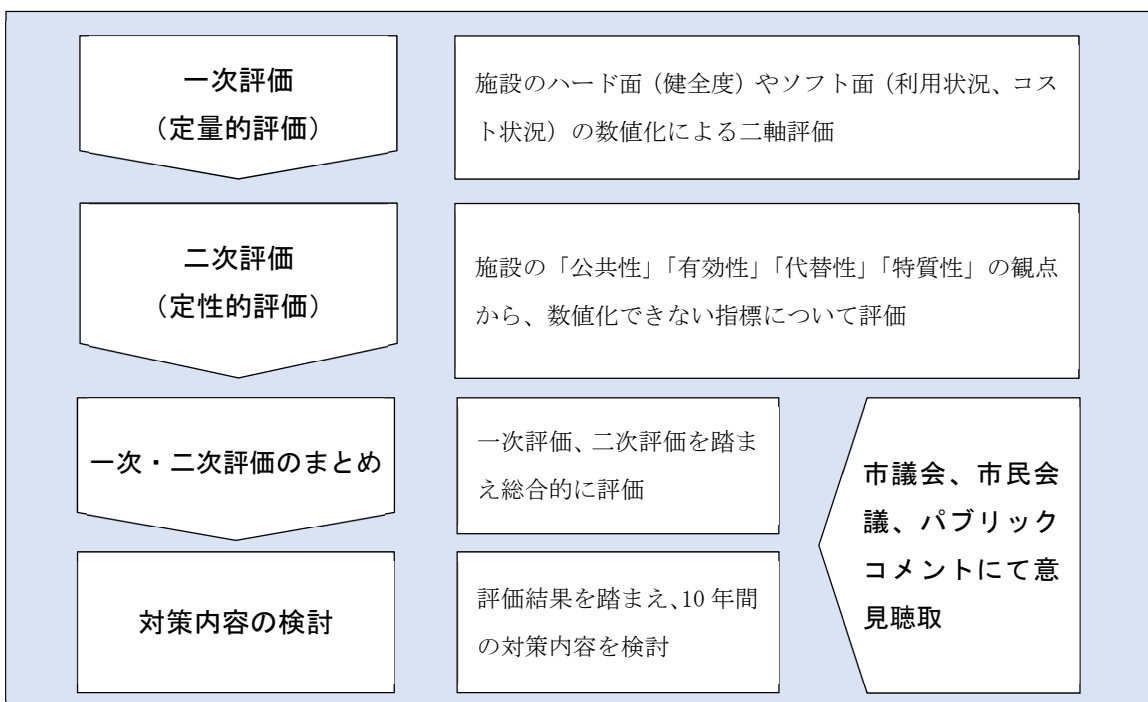 一次評価
（定量的評価）
施設のハード面（健全度）やソフト面（利用状況、コス
ト状況）の数値化による二軸評価
二次評価
（定性的評価）
施設の「公共性」「有効性」「代替性」「特質性」の観点
から、数値化できない指標について評価
一次・二次評価のまとめ
一次評価、二次評価を踏ま
え総合的に評価
対策内容の検討
評価結果を踏まえ、10 年間
の対策内容を検討
市議会、市民会
議、パブリック
コメントにて意
見聴取